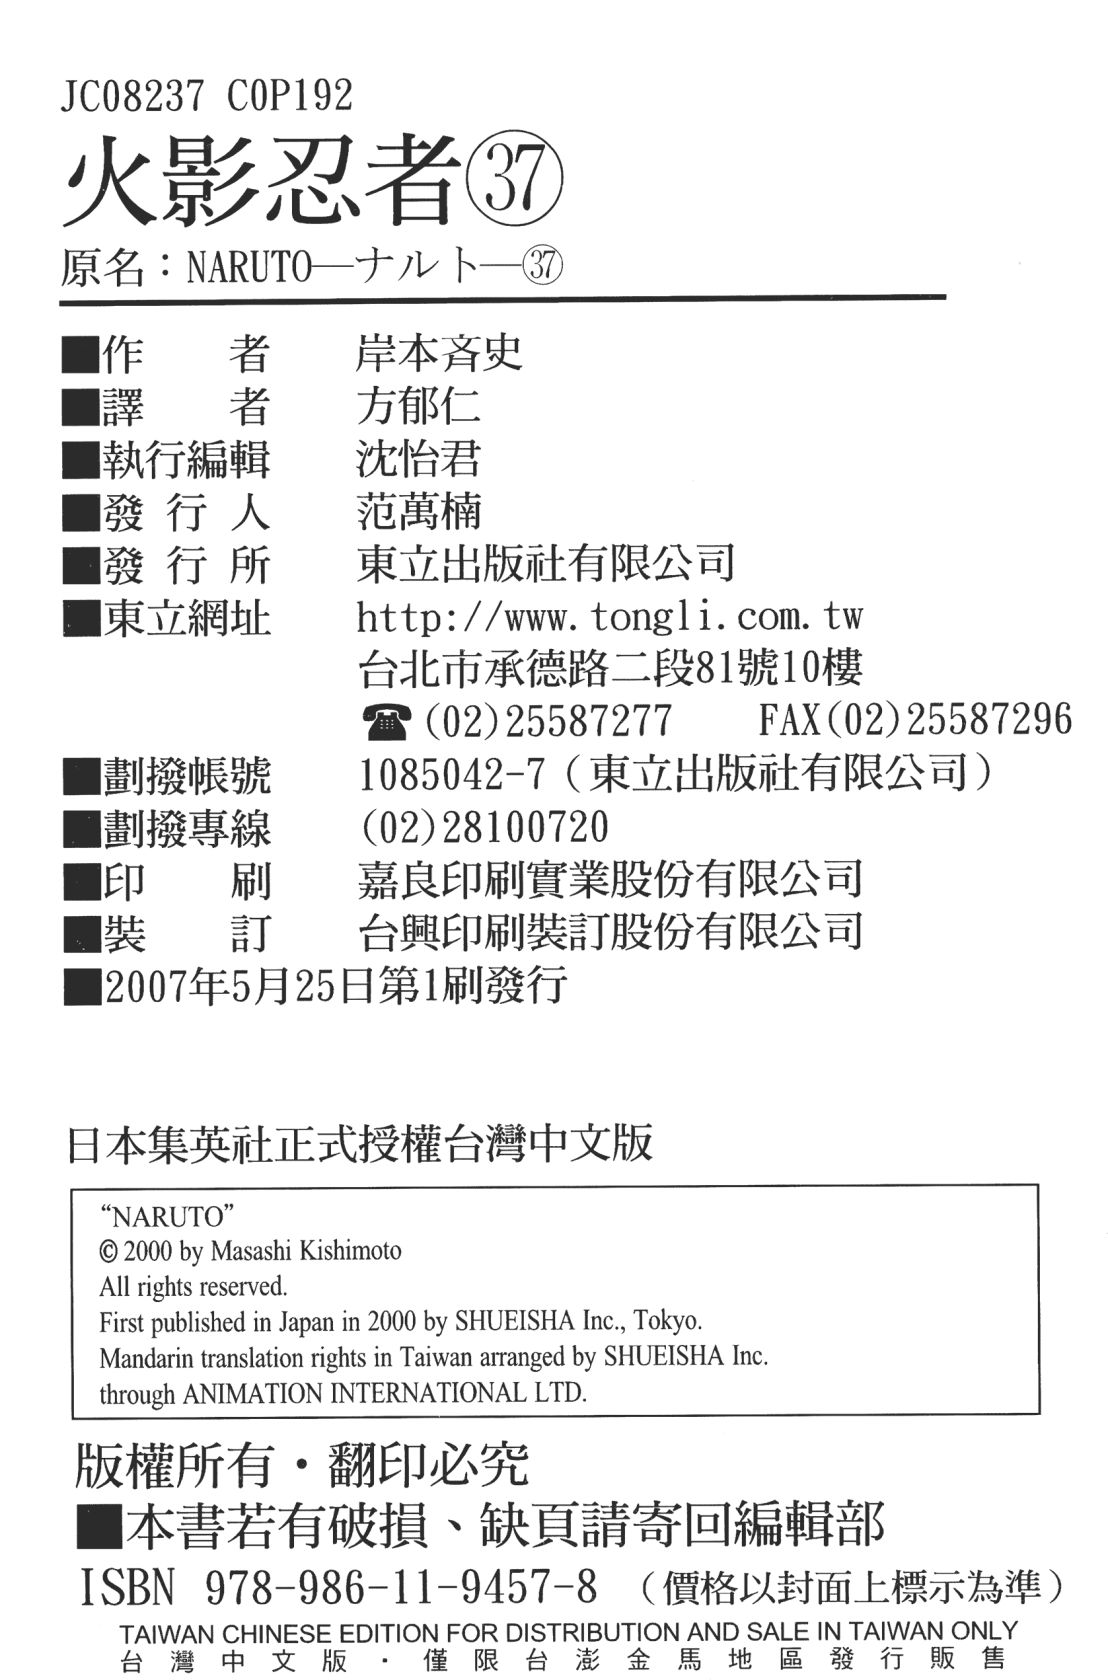 JC08237 C0P192
火影忍者㊲
原名：NARUTO—ナルト—㊲
■作　　者　　岸本斉史
■譯　　者　　方郁仁
■執行編輯　　沈怡君
■發 行 人　　范萬楠
■發 行 所　　東立出版社有限公司
■東立網址　　http://www.tongli.com.tw
台北市承德路二段81號10樓
☎(02)25587277　　FAX(02)25587296
■劃撥帳號　　1085042-7（東立出版社有限公司）
■劃撥專線　　(02)28100720
■印　　刷　　嘉良印刷實業股份有限公司
■裝　　訂　　台興印刷裝訂股份有限公司
■2007年5月25日第1刷發行
日本集英社正式授權台灣中文版
“NARUTO”
© 2000 by Masashi Kishimoto
All rights reserved.
First published in Japan in 2000 by SHUEISHA Inc., Tokyo.
Mandarin translation rights in Taiwan arranged by SHUEISHA Inc.
through ANIMATION INTERNATIONAL LTD.
版權所有・翻印必究
■本書若有破損、缺頁請寄回編輯部
ISBN 978-986-11-9457-8 （價格以封面上標示為準）
TAIWAN CHINESE EDITION FOR DISTRIBUTION AND SALE IN TAIWAN ONLY
台灣中文版・僅限台澎金馬地區發行販售